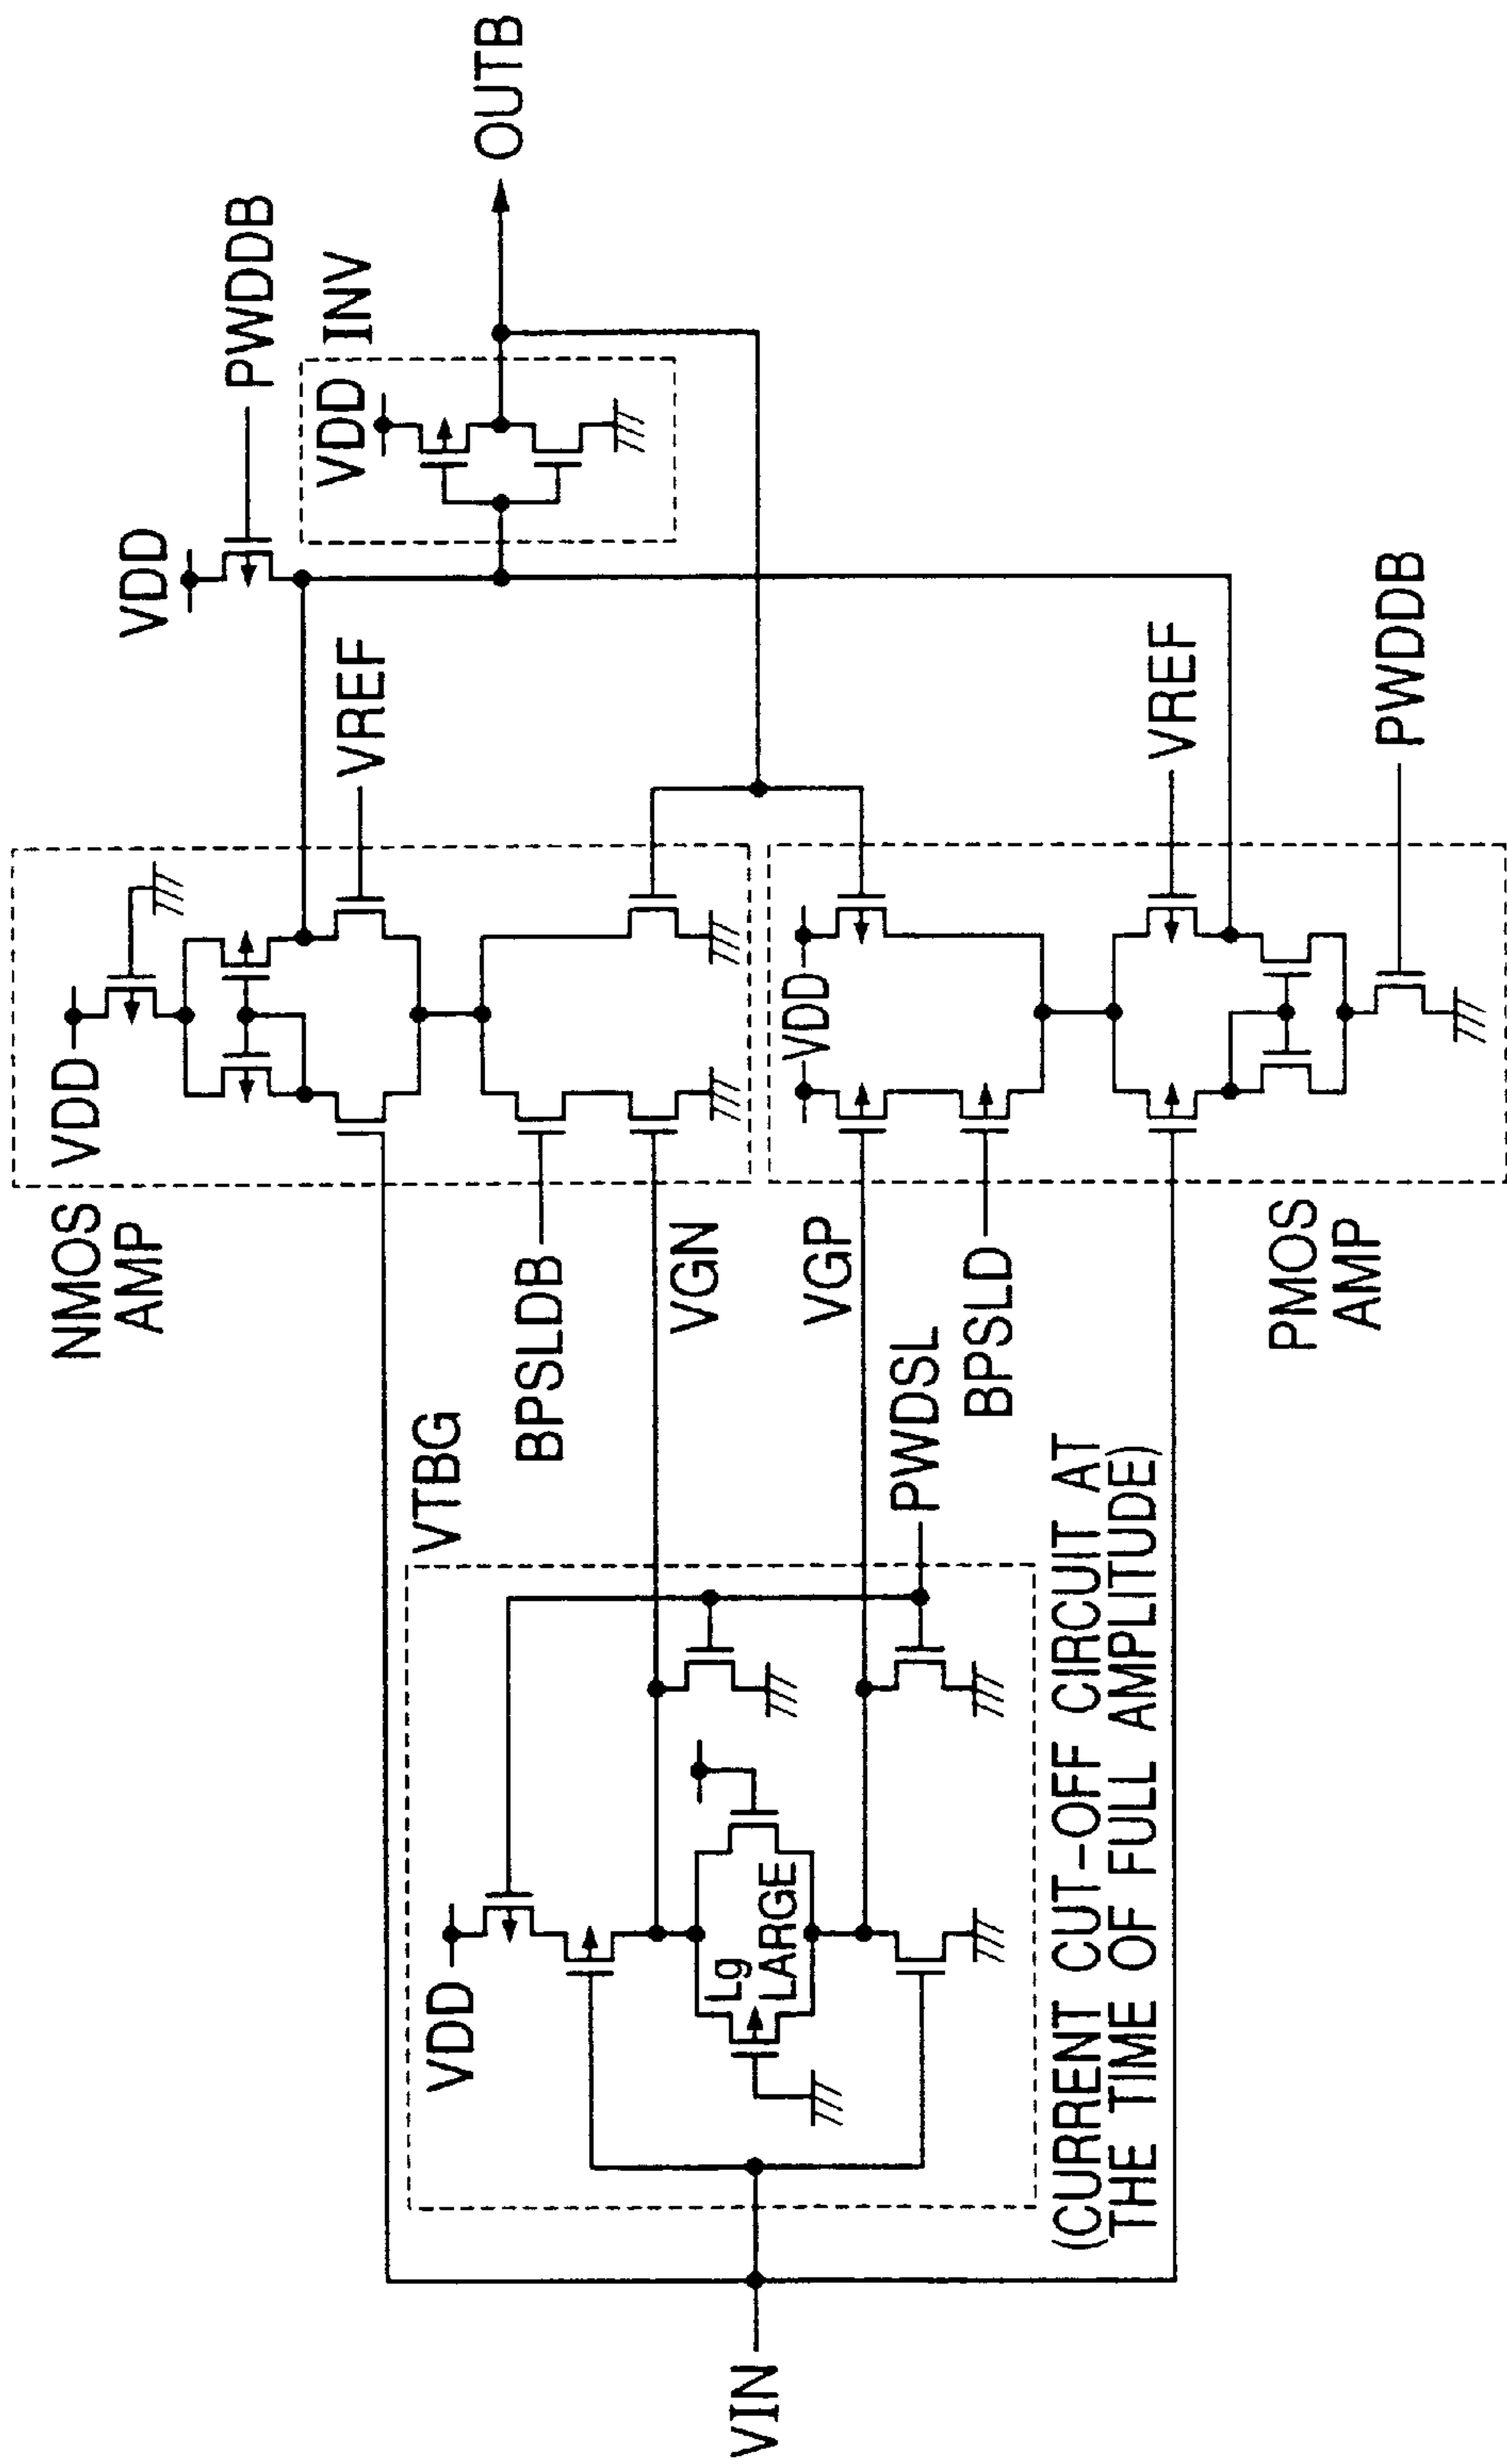 NMOS
AMP
VDD
VDD
PWDDB
VREF
VDD INV
OUTB
VTBG
BPSLDB
VGN
VDD
Lg
LARGE
VIN
VGP
VDD
PWDSL
BPSLD
VREF
PMOS
AMP
PWDDB
(CURRENT CUT-OFF CIRCUIT AT
THE TIME OF FULL AMPLITUDE)